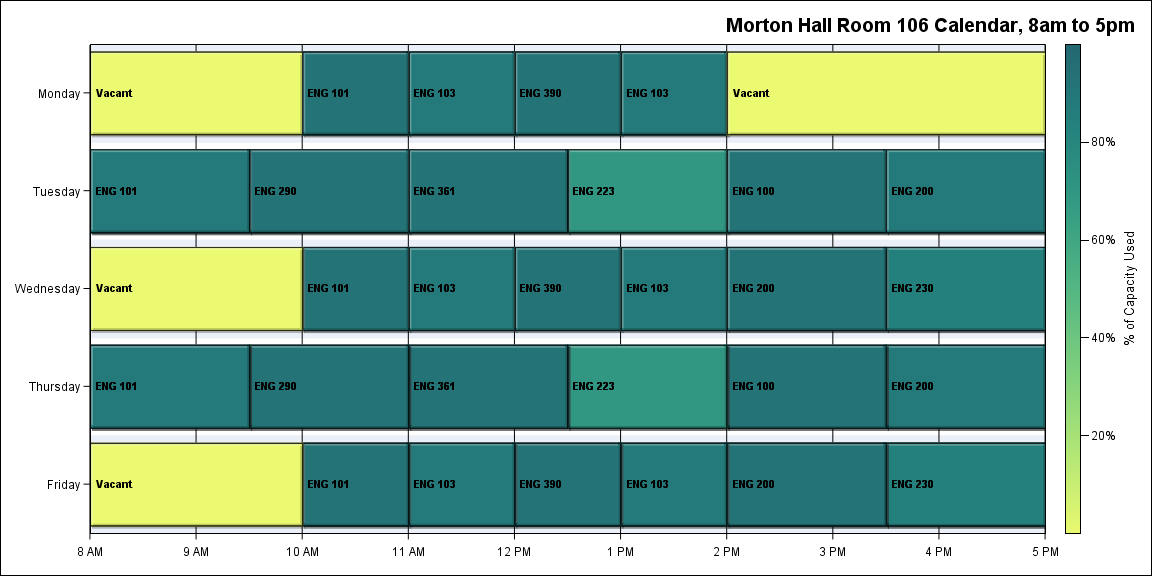 Morton Hall Room 106 Calendar, 8am to 5pm
Monday
Vacant
ENG 101
ENG 103
ENG 390
ENG 103
Vacant
Tuesday
ENG 101
ENG 290
ENG 361
ENG 223
ENG 100
ENG 200
Wednesday
Vacant
ENG 101
ENG 103
ENG 390
ENG 103
ENG 200
ENG 230
Thursday
ENG 101
ENG 290
ENG 361
ENG 223
ENG 100
ENG 200
Friday
Vacant
ENG 101
ENG 103
ENG 390
ENG 103
ENG 200
ENG 230
8 AM
9 AM
10 AM
11 AM
12 PM
1 PM
2 PM
3 PM
4 PM
5 PM
80%
60%
40%
20%
% of Capacity Used